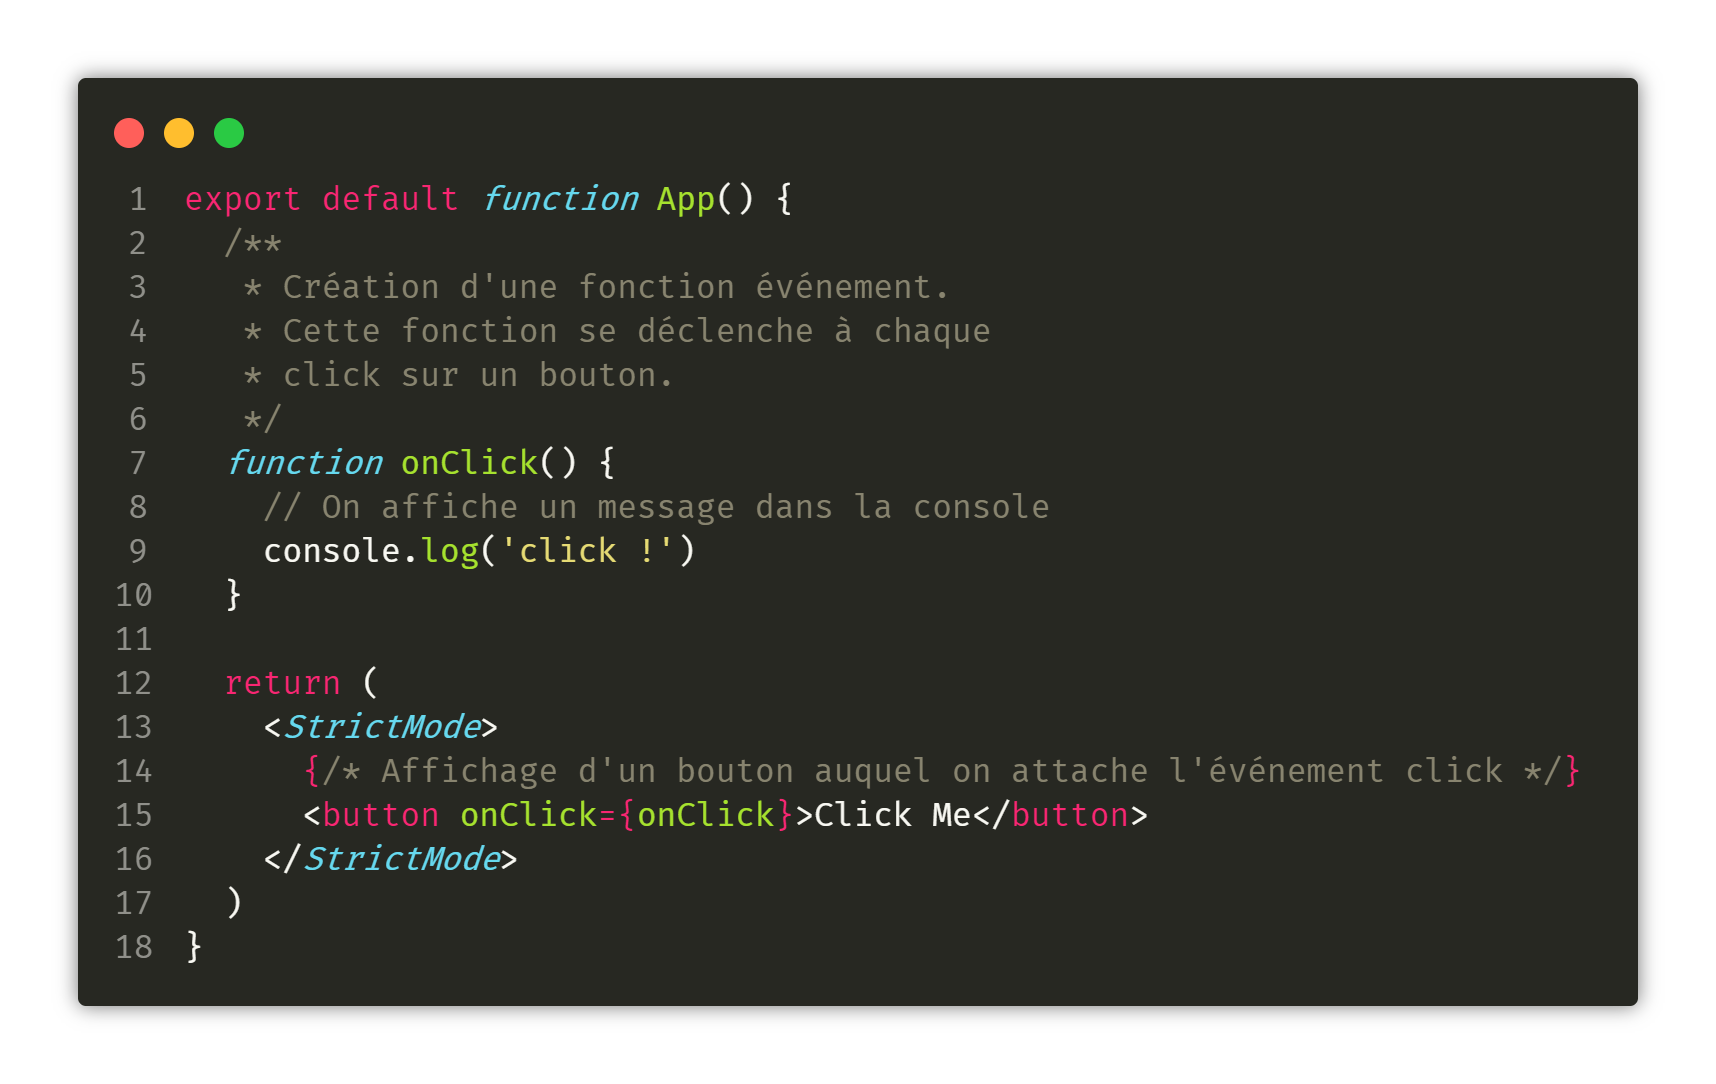 1 export default function App() {
2   /**
3    * Création d'une fonction événement.
4    * Cette fonction se déclenche à chaque
5    * click sur un bouton.
6    */
7   function onClick() {
8     // On affiche un message dans la console
9     console.log('click !')
10   }
11
12   return (
13     <StrictMode>
14       {/* Affichage d'un bouton auquel on attache l'événement click */}
15       <button onClick={onClick}>Click Me</button>
16     </StrictMode>
17   )
18 }